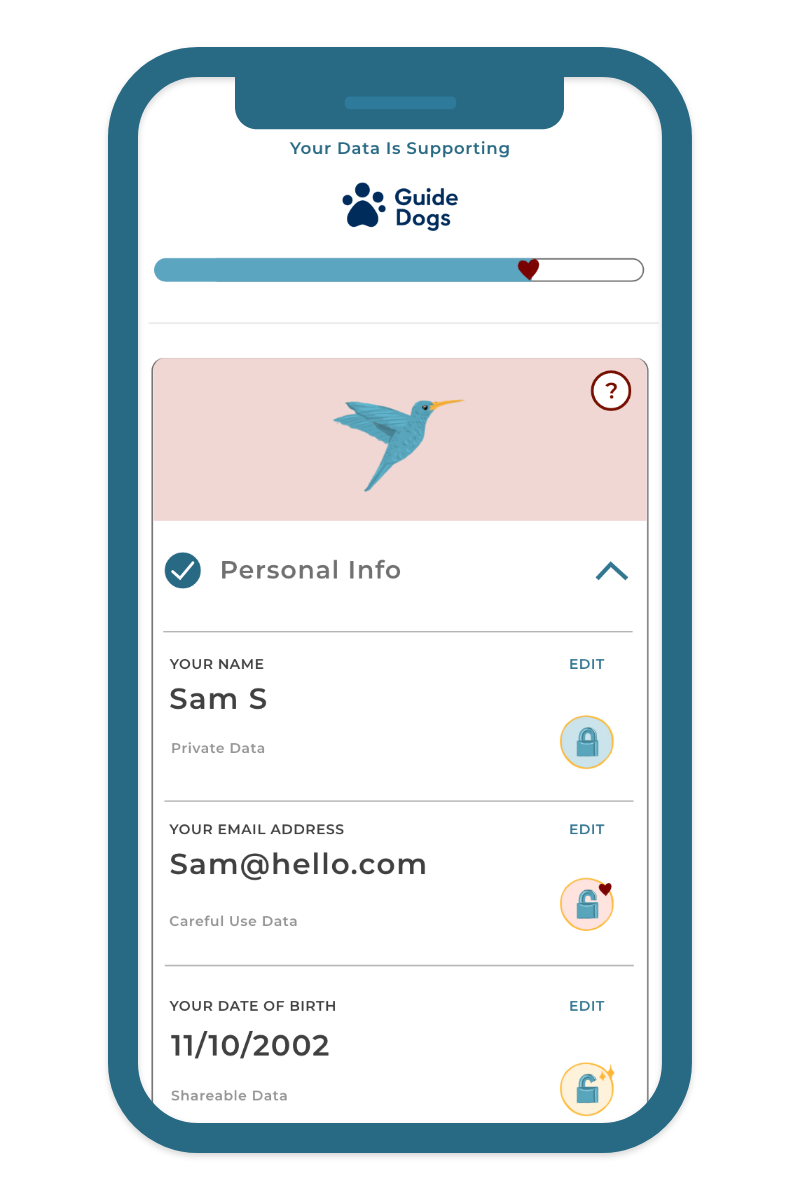 Your Data Is Supporting
Guide
Dogs
?
Personal Info
YOUR NAME
EDIT
Sam S
Private Data
YOUR EMAIL ADDRESS
EDIT
Sam@hello.com
Careful Use Data
YOUR DATE OF BIRTH
EDIT
11/10/2002
Shareable Data